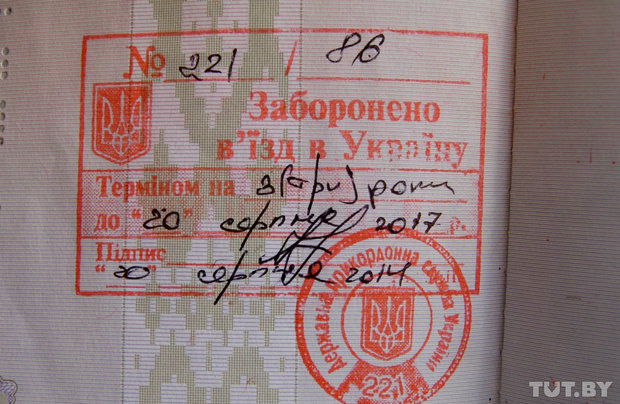 № 221 / 86
Заборонено
в'їзд в Україну
Терміном на 3(три) роки
до "20" серпня 2017 р.
Підпис
"20" серпня 2014 р.
Державна прикордонна служба України
221
TUT.BY